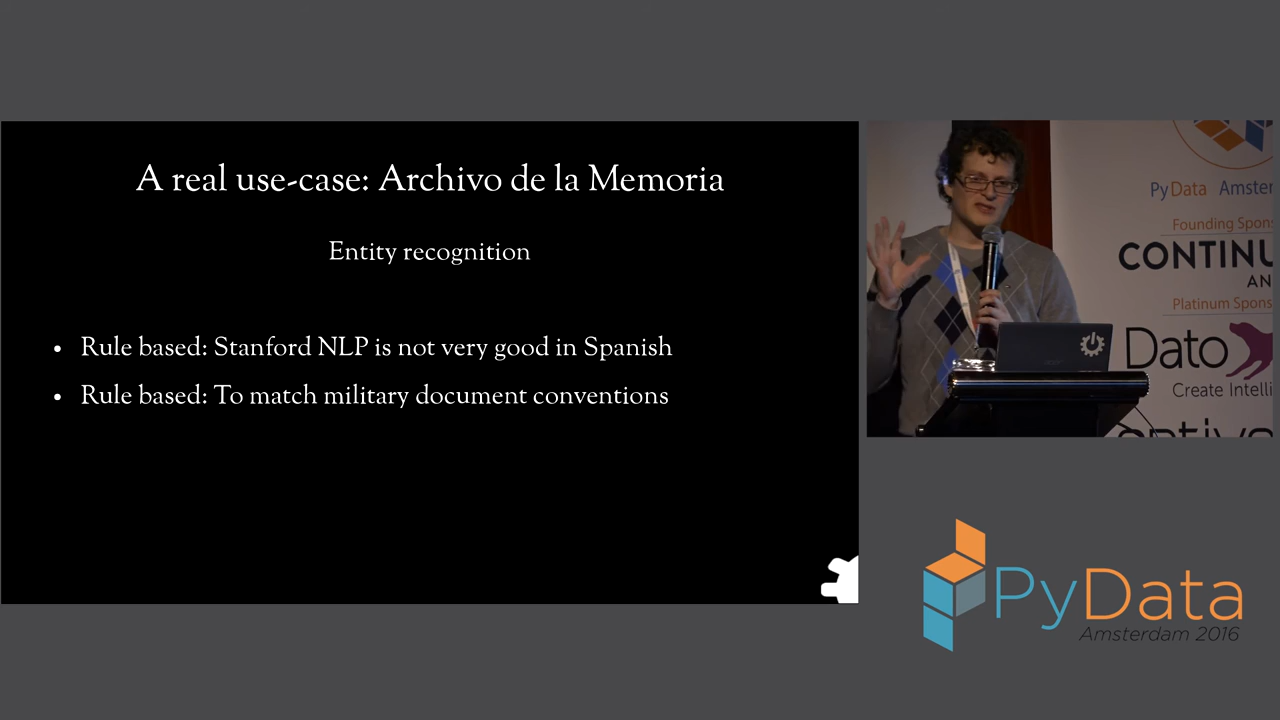 A real use-case: Archivo de la Memoria
Entity recognition
• Rule based: Stanford NLP is not very good in Spanish
• Rule based: To match military document conventions
PyData Amster
Founding Spons
CONTINU
AN
Platinum Spons
Dato
Create Intelli
PyData
Amsterdam 2016